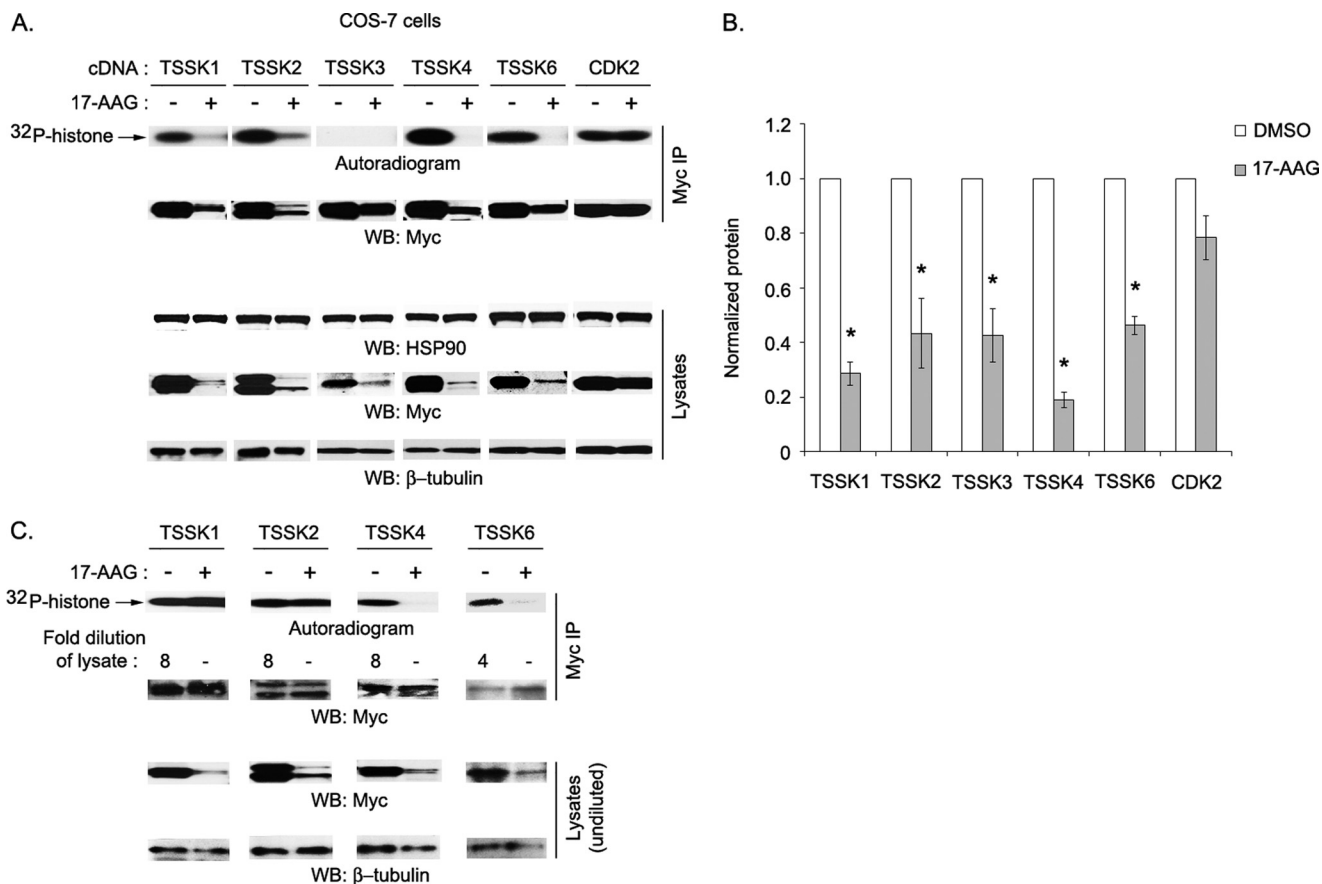 A.
COS-7 cells
cDNA : TSSK1 TSSK2 TSSK3 TSSK4 TSSK6 CDK2
17-AAG : - + - + - + - + - + - +
32P-histone
Autoradiogram
WB: Myc
Myc IP
WB: HSP90
WB: Myc
WB: β–tubulin
Lysates
B.
1.2
1.0
0.8
0.6
0.4
0.2
0
Normalized protein
* * * * *
TSSK1 TSSK2 TSSK3 TSSK4 TSSK6 CDK2
DMSO
17-AAG
C.
TSSK1 TSSK2 TSSK4 TSSK6
17-AAG : - + - + - + - +
32P-histone
Autoradiogram
Fold dilution
of lysate : 8 - 8 - 8 - 4 -
WB: Myc
Myc IP
WB: Myc
WB: β–tubulin
Lysates
(undiluted)